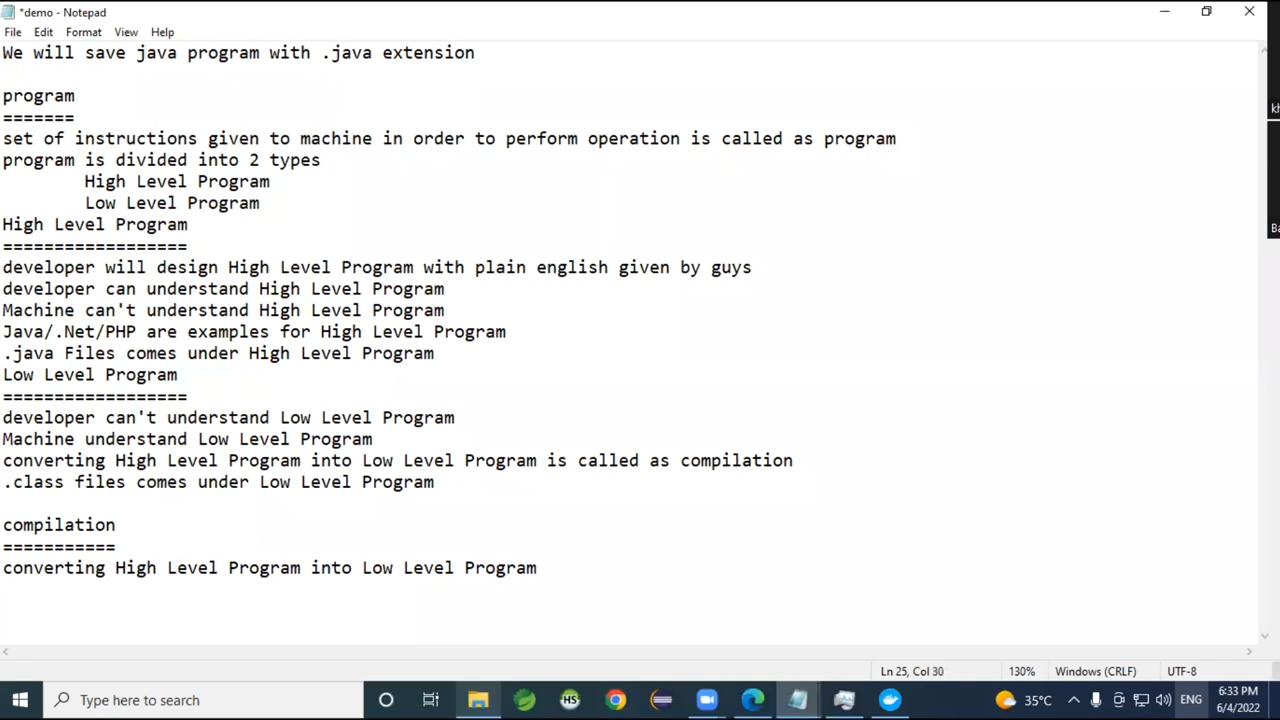 *demo - Notepad
File Edit Format View Help
We will save java program with .java extension
program
=======
set of instructions given to machine in order to perform operation is called as program
program is divided into 2 types
High Level Program
Low Level Program
High Level Program
==================
developer will design High Level Program with plain english given by guys
developer can understand High Level Program
Machine can't understand High Level Program
Java/.Net/PHP are examples for High Level Program
.java Files comes under High Level Program
Low Level Program
==================
developer can't understand Low Level Program
Machine understand Low Level Program
converting High Level Program into Low Level Program is called as compilation
.class files comes under Low Level Program
compilation
===========
converting High Level Program into Low Level Program
Ln 25, Col 30 130% Windows (CRLF) UTF-8
Type here to search HS 35°C ENG 6:33 PM
6/4/2022